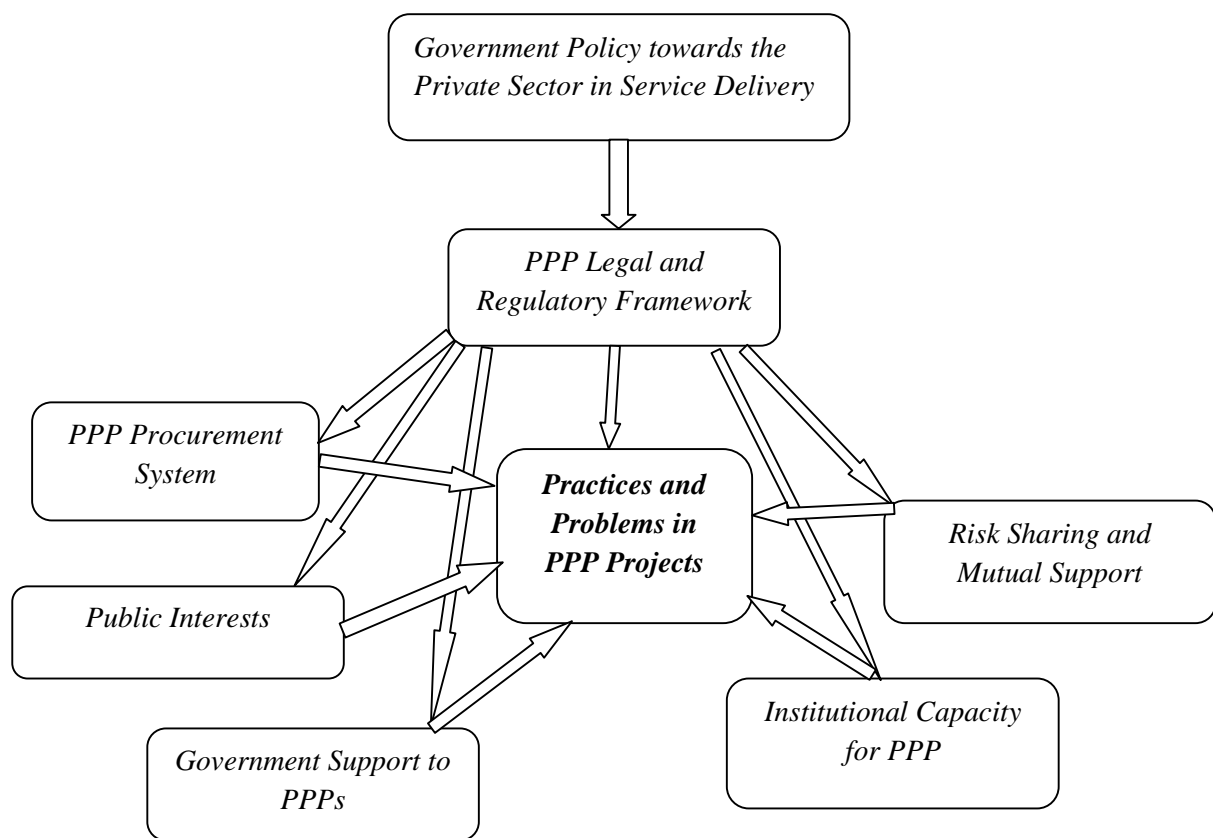 Government Policy towards the
Private Sector in Service Delivery
PPP Legal and
Regulatory Framework
PPP Procurement
System
Practices and
Problems in
PPP Projects
Risk Sharing and
Mutual Support
Public Interests
Institutional Capacity
for PPP
Government Support to
PPPs